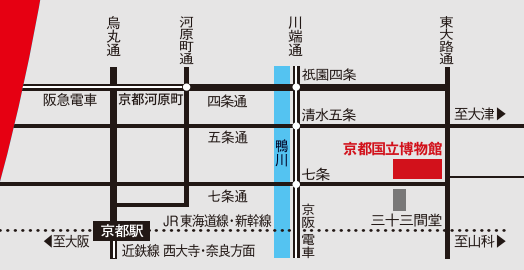 烏丸通
河原町通
川端通
東大路通
祇園四条
阪急電車
京都河原町
四条通
清水五条
至大津▶
五条通
鴨川
京都国立博物館
七条
七条通
三十三間堂
京阪電車
JR東海道線・新幹線
京都駅
◀至大阪
至山科▶
近鉄線 西大寺・奈良方面